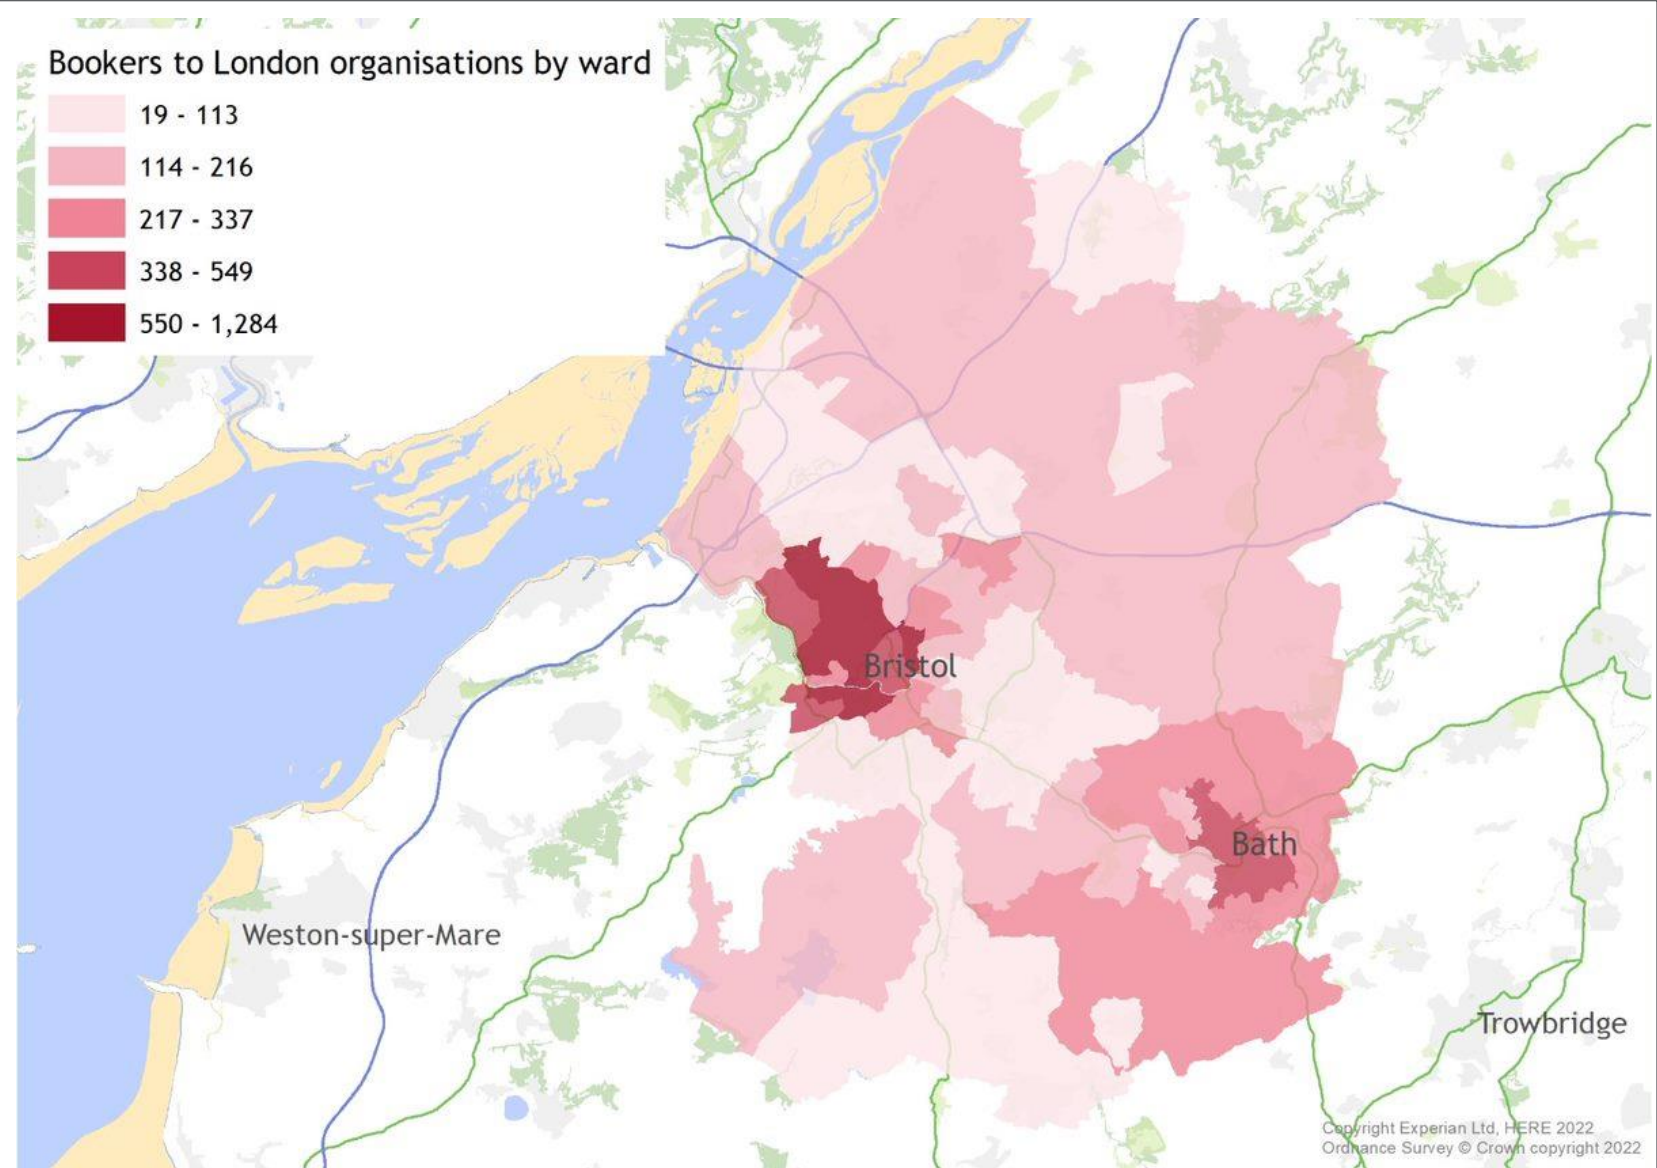 Bookers to London organisations by ward
19 - 113
114 - 216
217 - 337
338 - 549
550 - 1,284
Bristol
Bath
Weston-super-Mare
Trowbridge
Copyright Experian Ltd, HERE 2022
Ordnance Survey © Crown copyright 2022